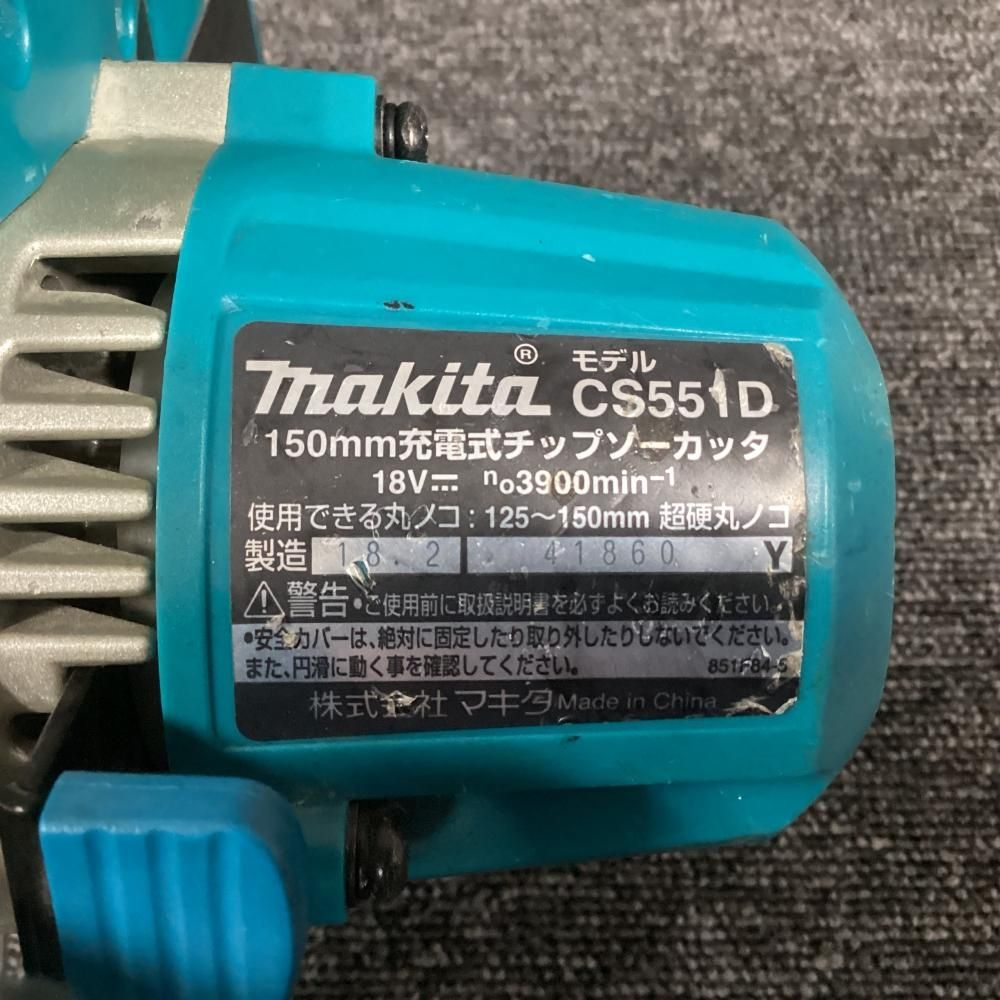 makita® モデル CS551D
150mm充電式チップソーカッタ
18V⎓ n₀3900min⁻¹
使用できる丸ノコ：125～150mm 超硬丸ノコ
製造 18.2 41860 Y
⚠警告・ご使用前に取扱説明書を必ずよくお読みください。
・安全カバーは、絶対に固定したり取り外したりしないでください。
また、円滑に動く事を確認してください。 851F84-5
株式会社 マキタ Made in China